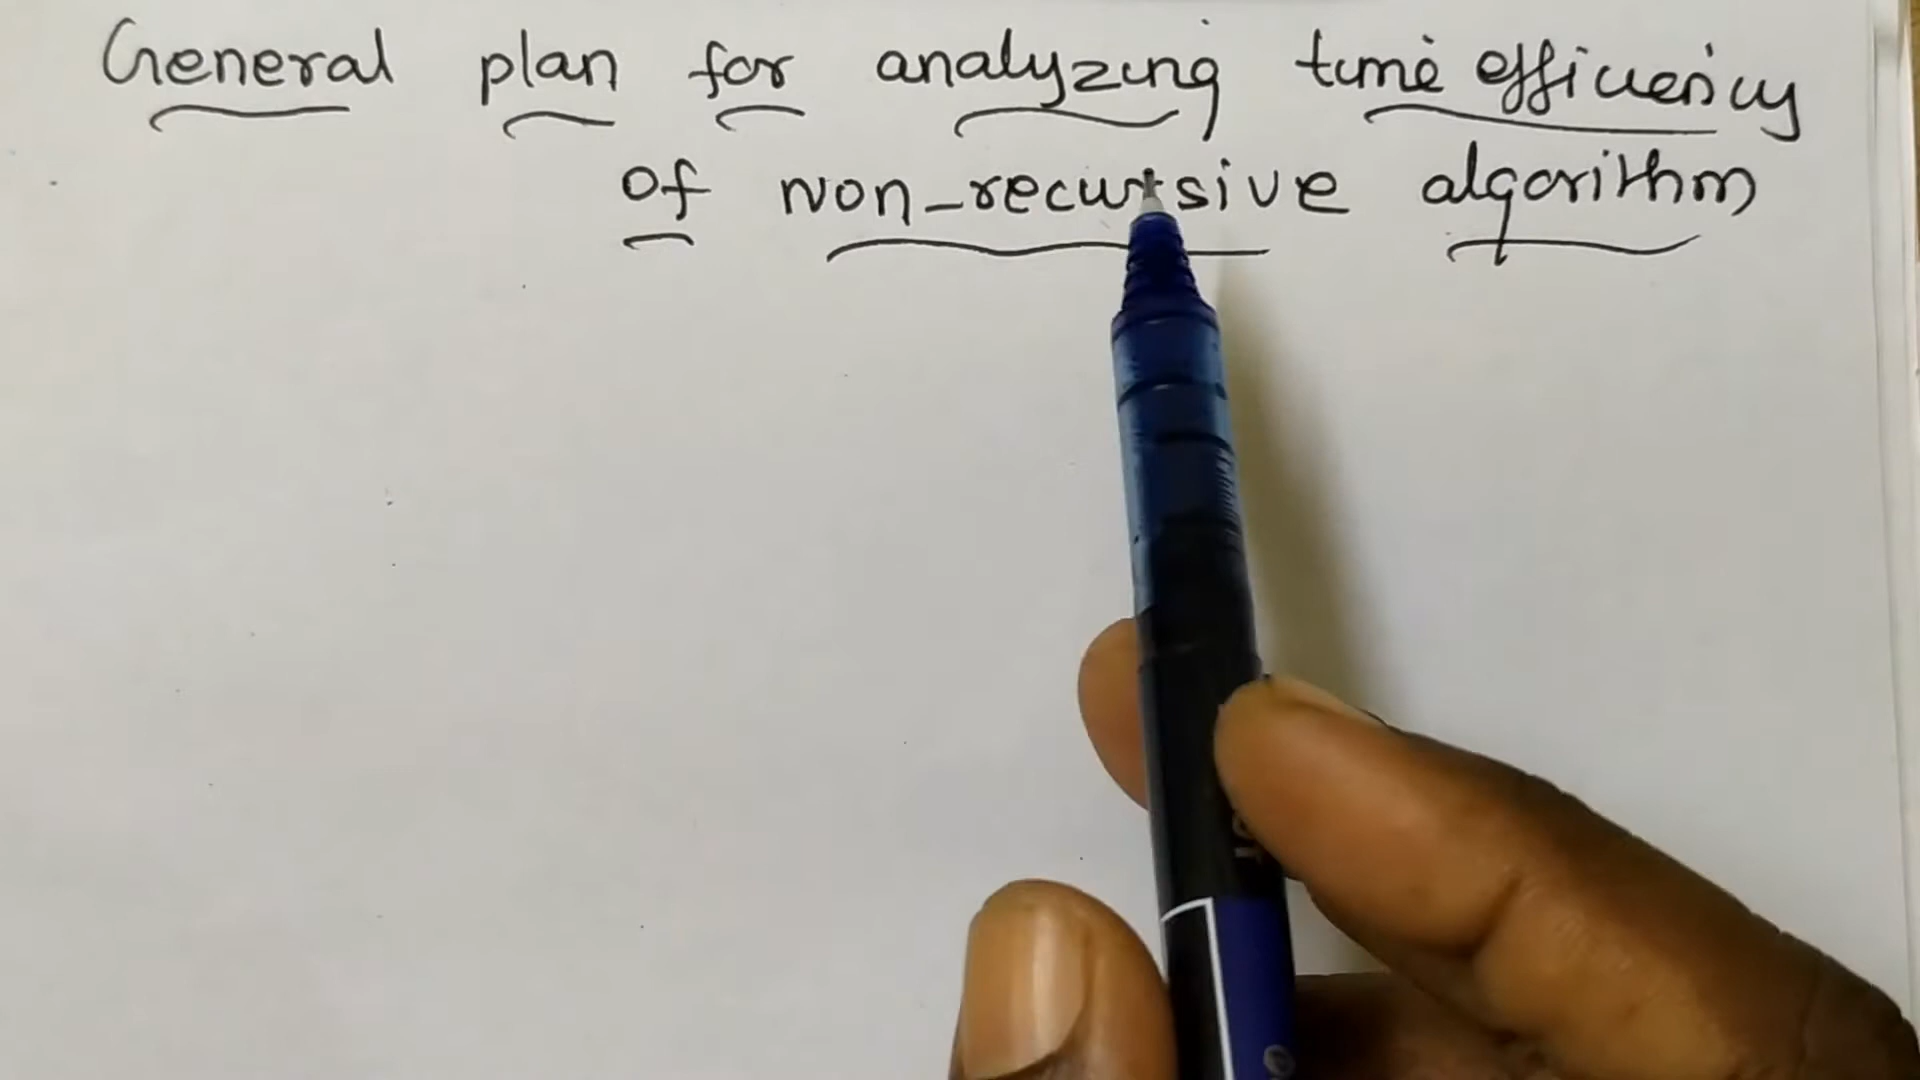 General plan for analyzing time efficiency
of non-recursive algorithm